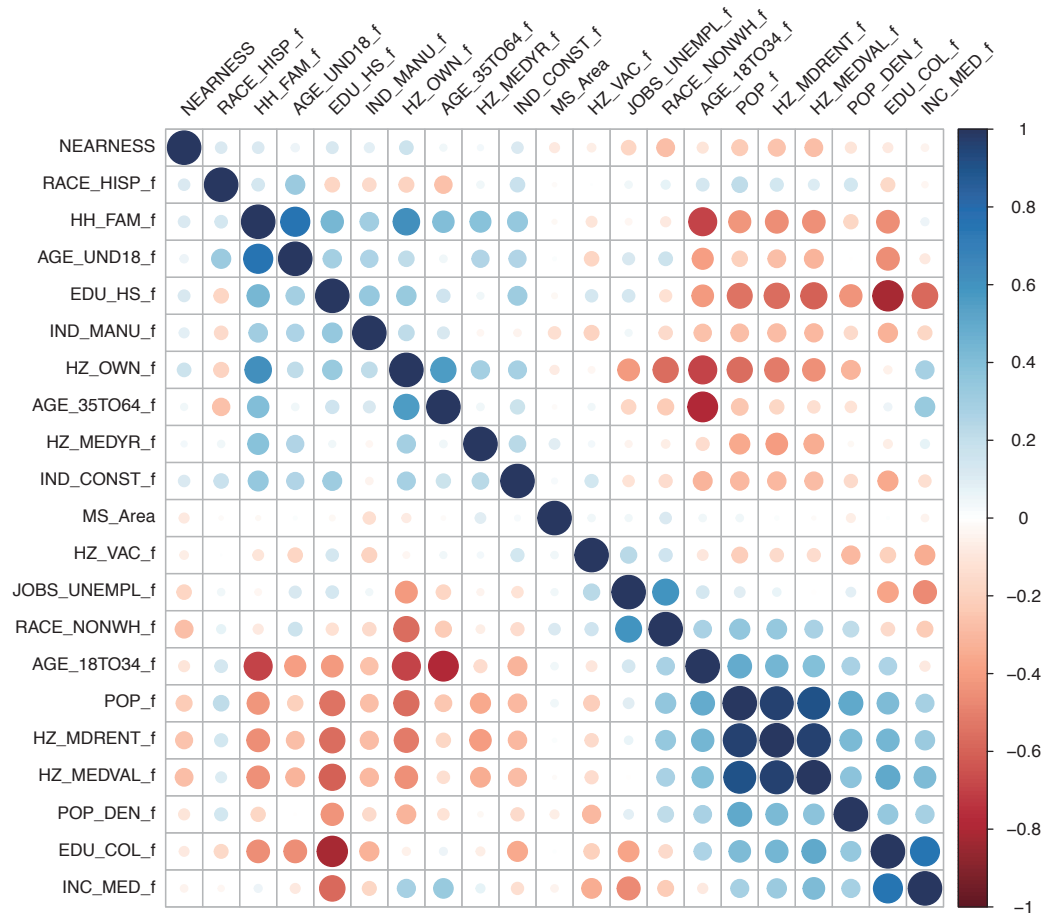 NEARNESS
RACE_HISP_f
HH_FAM_f
AGE_UND18_f
EDU_HS_f
IND_MANU_f
HZ_OWN_f
AGE_35TO64_f
HZ_MEDYR_f
IND_CONST_f
MS_Area
HZ_VAC_f
JOBS_UNEMPL_f
RACE_NONWH_f
AGE_18TO34_f
POP_f
HZ_MDRENT_f
HZ_MEDVAL_f
POP_DEN_f
EDU_COL_f
INC_MED_f
NEARNESS
RACE_HISP_f
HH_FAM_f
AGE_UND18_f
EDU_HS_f
IND_MANU_f
HZ_OWN_f
AGE_35TO64_f
HZ_MEDYR_f
IND_CONST_f
MS_Area
HZ_VAC_f
JOBS_UNEMPL_f
RACE_NONWH_f
AGE_18TO34_f
POP_f
HZ_MDRENT_f
HZ_MEDVAL_f
POP_DEN_f
EDU_COL_f
INC_MED_f
1
0.8
0.6
0.4
0.2
0
−0.2
−0.4
−0.6
−0.8
−1